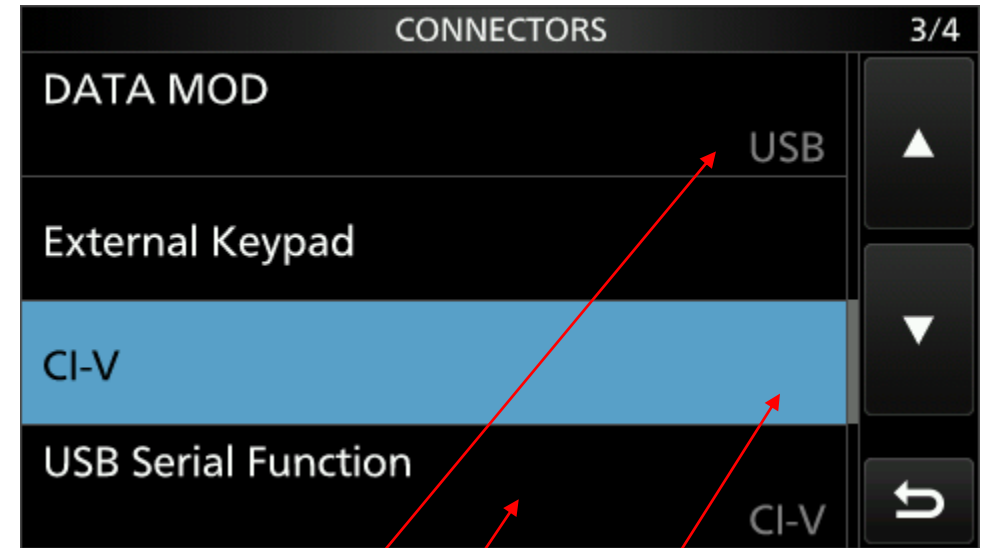 CONNECTORS 3/4
DATA MOD
USB
External Keypad
CI-V
USB Serial Function
CI-V